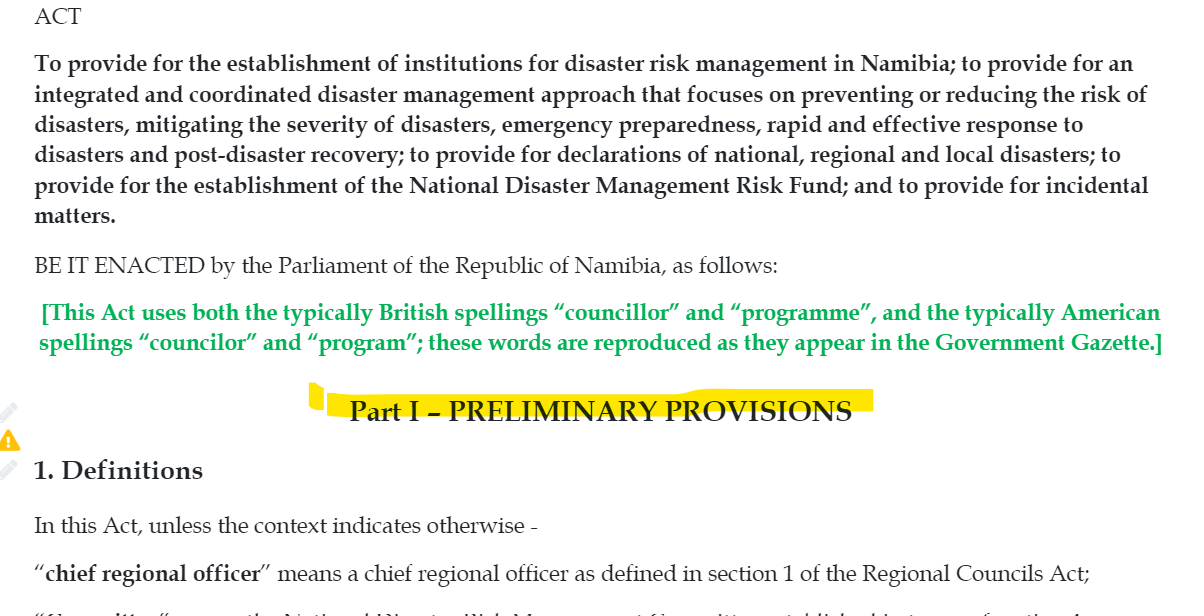 ACT
To provide for the establishment of institutions for disaster risk management in Namibia; to provide for an
integrated and coordinated disaster management approach that focuses on preventing or reducing the risk of
disasters, mitigating the severity of disasters, emergency preparedness, rapid and effective response to
disasters and post-disaster recovery; to provide for declarations of national, regional and local disasters; to
provide for the establishment of the National Disaster Management Risk Fund; and to provide for incidental
matters.
BE IT ENACTED by the Parliament of the Republic of Namibia, as follows:
[This Act uses both the typically British spellings “councillor” and “programme”, and the typically American
spellings “councilor” and “program”; these words are reproduced as they appear in the Government Gazette.]
Part I – PRELIMINARY PROVISIONS
1. Definitions
In this Act, unless the context indicates otherwise -
“chief regional officer” means a chief regional officer as defined in section 1 of the Regional Councils Act;